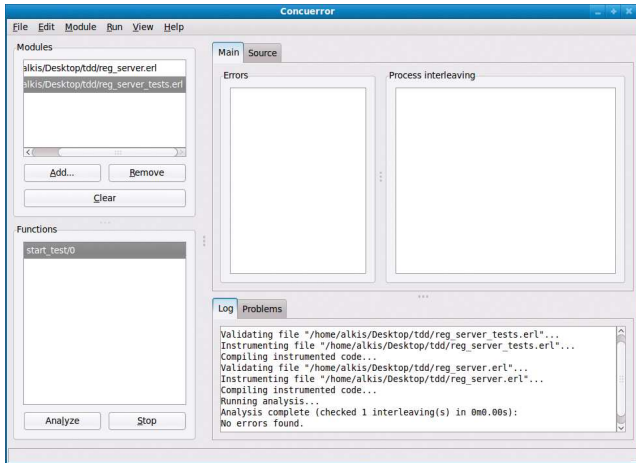 Concuerror
File Edit Module Run View Help
Modules
alkis/Desktop/tdd/reg_server.erl
alkis/Desktop/tdd/reg_server_tests.erl
Add... Remove
Clear
Functions
start_test/0
Analyze Stop
Main Source
Errors
Process interleaving
Log Problems
Validating file "/home/alkis/Desktop/tdd/reg_server_tests.erl"...
Instrumenting file "/home/alkis/Desktop/tdd/reg_server_tests.erl"...
Compiling instrumented code...
Validating file "/home/alkis/Desktop/tdd/reg_server.erl"...
Instrumenting file "/home/alkis/Desktop/tdd/reg_server.erl"...
Compiling instrumented code...
Running analysis...
Analysis complete (checked 1 interleaving(s) in 0m0.00s):
No errors found.